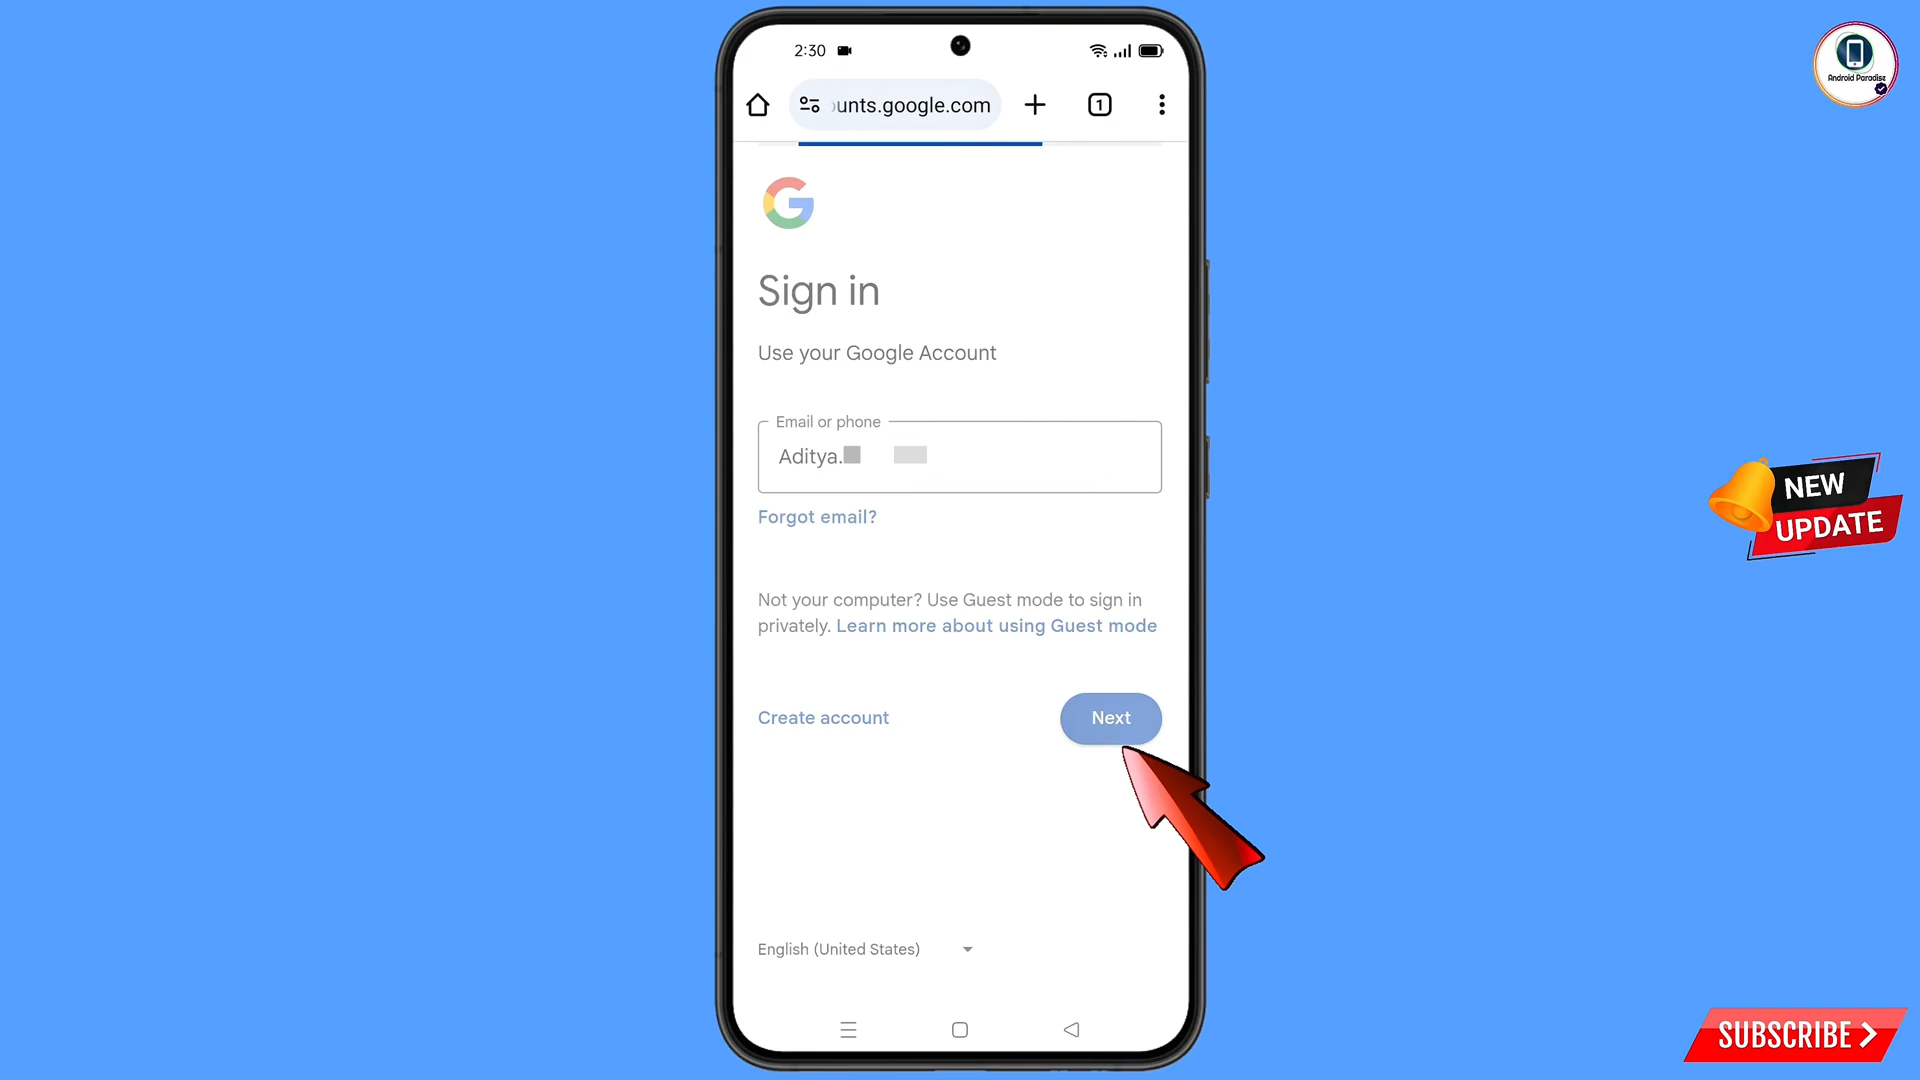 2:30
unts.google.com
1
Sign in
Use your Google Account
Email or phone
Aditya.
Forgot email?
Not your computer? Use Guest mode to sign in
privately. Learn more about using Guest mode
Create account
Next
English (United States)
Android Paradise
NEW
UPDATE
SUBSCRIBE